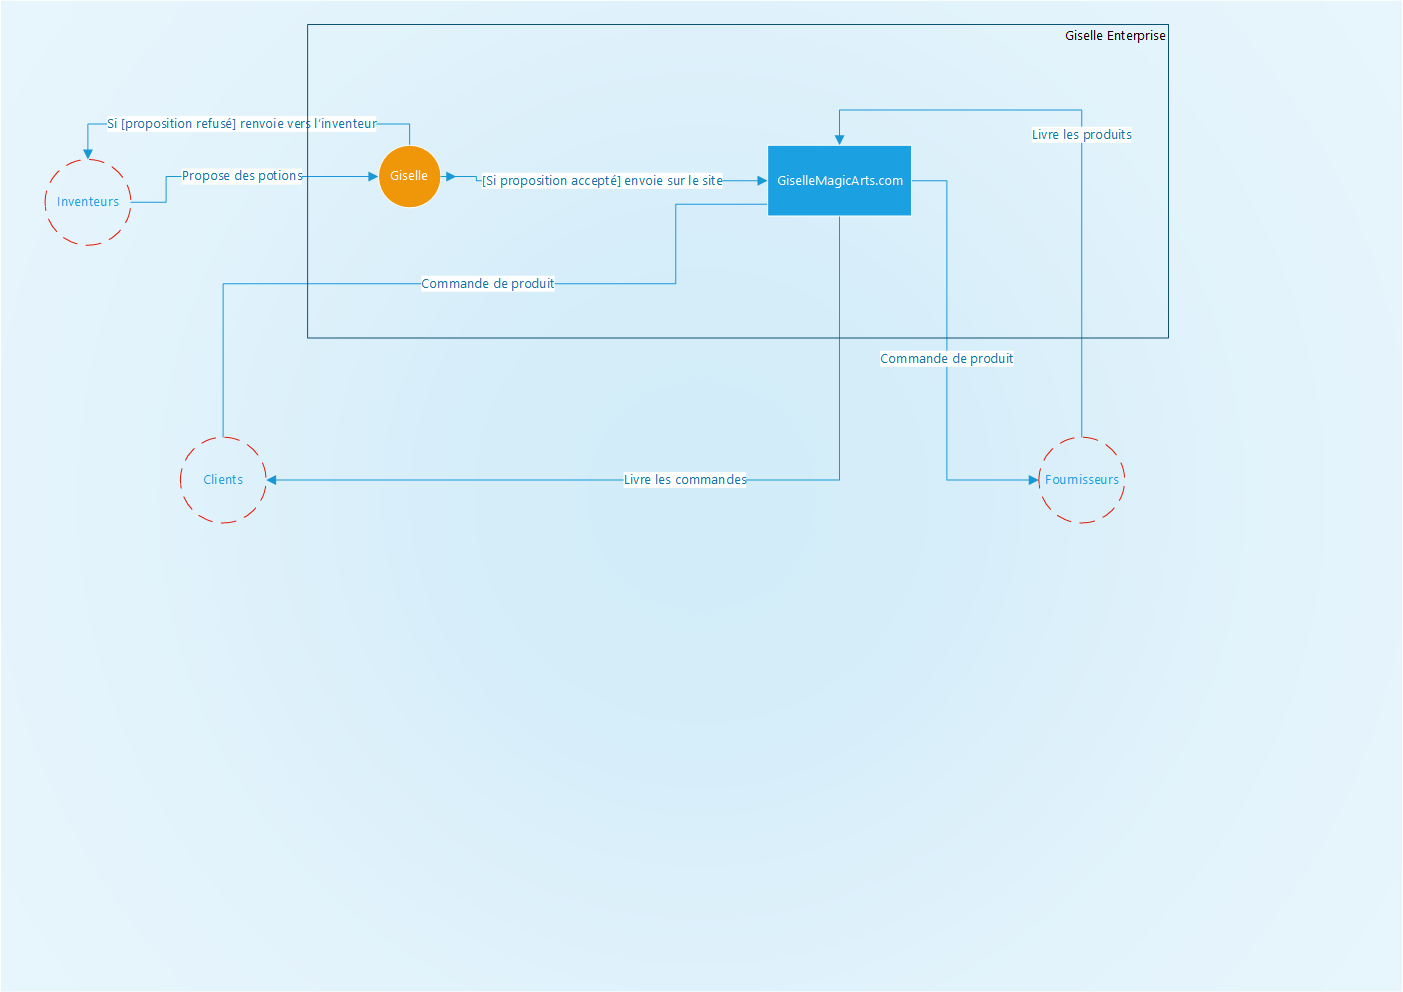 Giselle Enterprise
Si [proposition refusé] renvoie vers l'inventeur
Livre les produits
Propose des potions
Giselle
[Si proposition accepté] envoie sur le site
GiselleMagicArts.com
Inventeurs
Commande de produit
Commande de produit
Clients
Livre les commandes
Fournisseurs